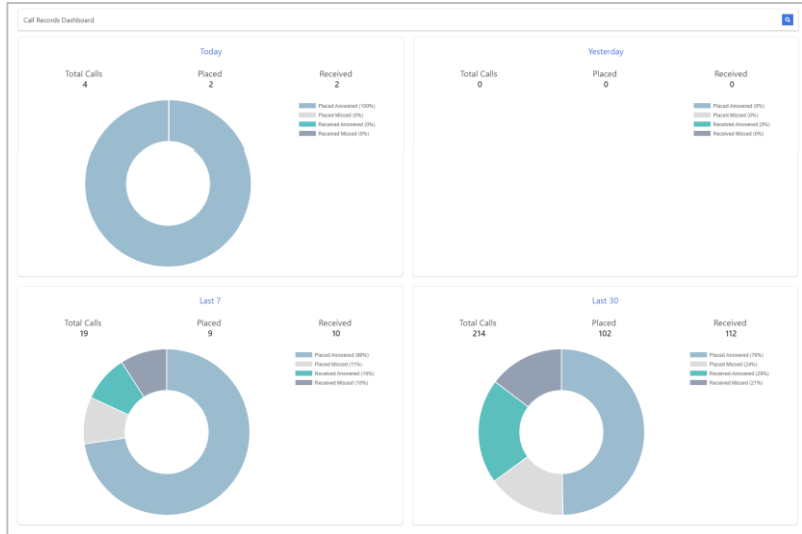 Call Records Dashboard
Today
Total Calls Placed Received
4 2 2
Placed Answered (100%)
Placed Missed (0%)
Received Answered (0%)
Received Missed (0%)
Yesterday
Total Calls Placed Received
0 0 0
Placed Answered (0%)
Placed Missed (0%)
Received Answered (0%)
Received Missed (0%)
Last 7
Total Calls Placed Received
19 9 10
Placed Answered (89%)
Placed Missed (11%)
Received Answered (10%)
Received Missed (10%)
Last 30
Total Calls Placed Received
214 102 112
Placed Answered (76%)
Placed Missed (24%)
Received Answered (29%)
Received Missed (21%)